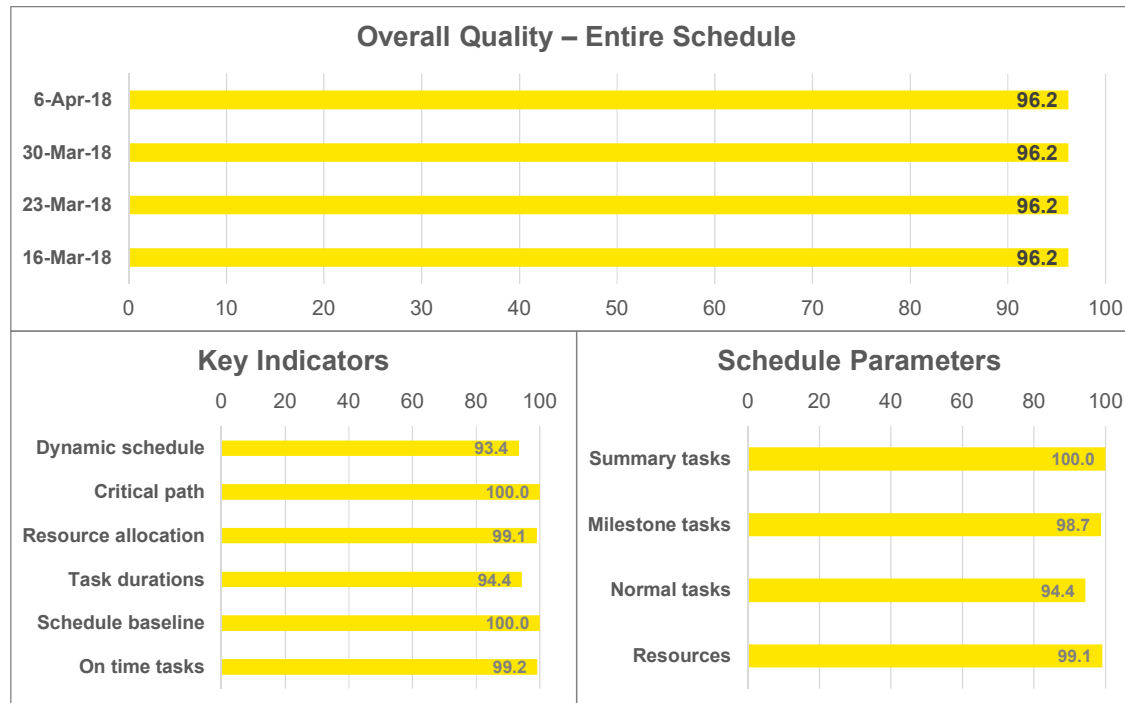 Overall Quality – Entire Schedule
6-Apr-18 96.2
30-Mar-18 96.2
23-Mar-18 96.2
16-Mar-18 96.2
0 10 20 30 40 50 60 70 80 90 100
Key Indicators
0 20 40 60 80 100
Dynamic schedule 93.4
Critical path 100.0
Resource allocation 99.1
Task durations 94.4
Schedule baseline 100.0
On time tasks 99.2
Schedule Parameters
0 20 40 60 80 100
Summary tasks 100.0
Milestone tasks 98.7
Normal tasks 94.4
Resources 99.1